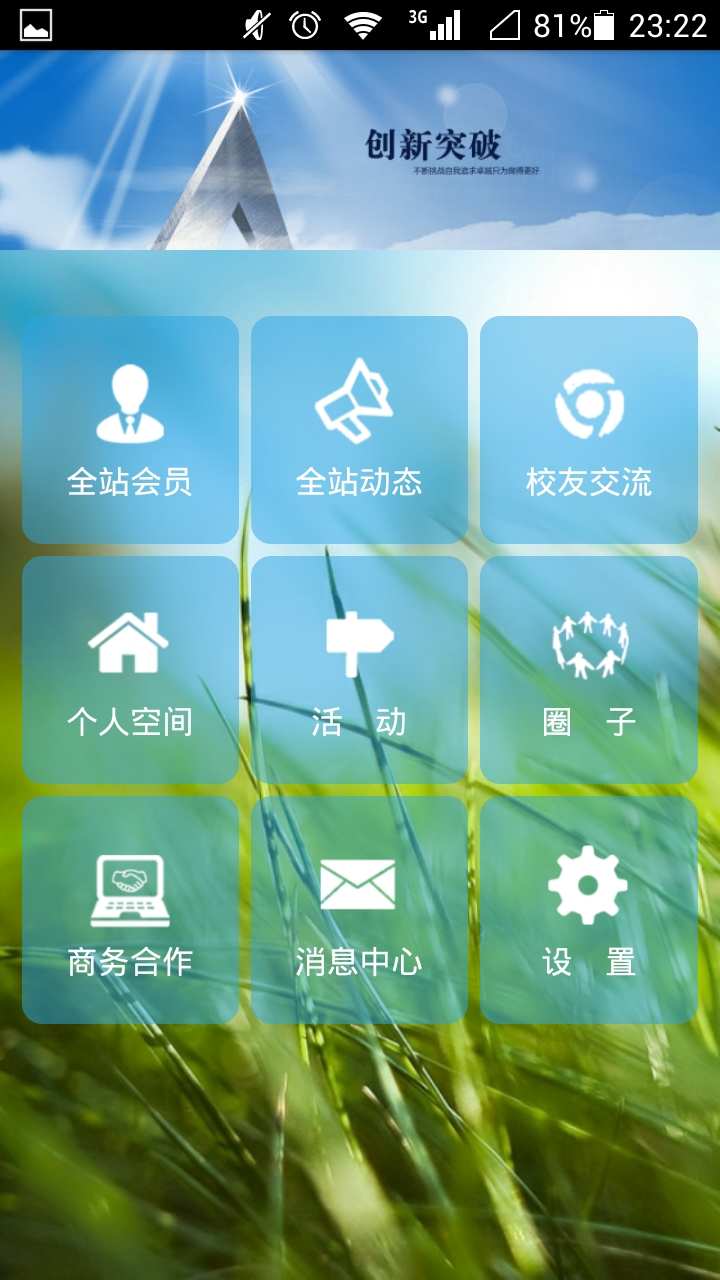 3G 81% 23:22
创新突破
不断挑战自我追求卓越只为做得更好
全站会员 全站动态 校友交流
个人空间 活 动 圈 子
商务合作 消息中心 设 置